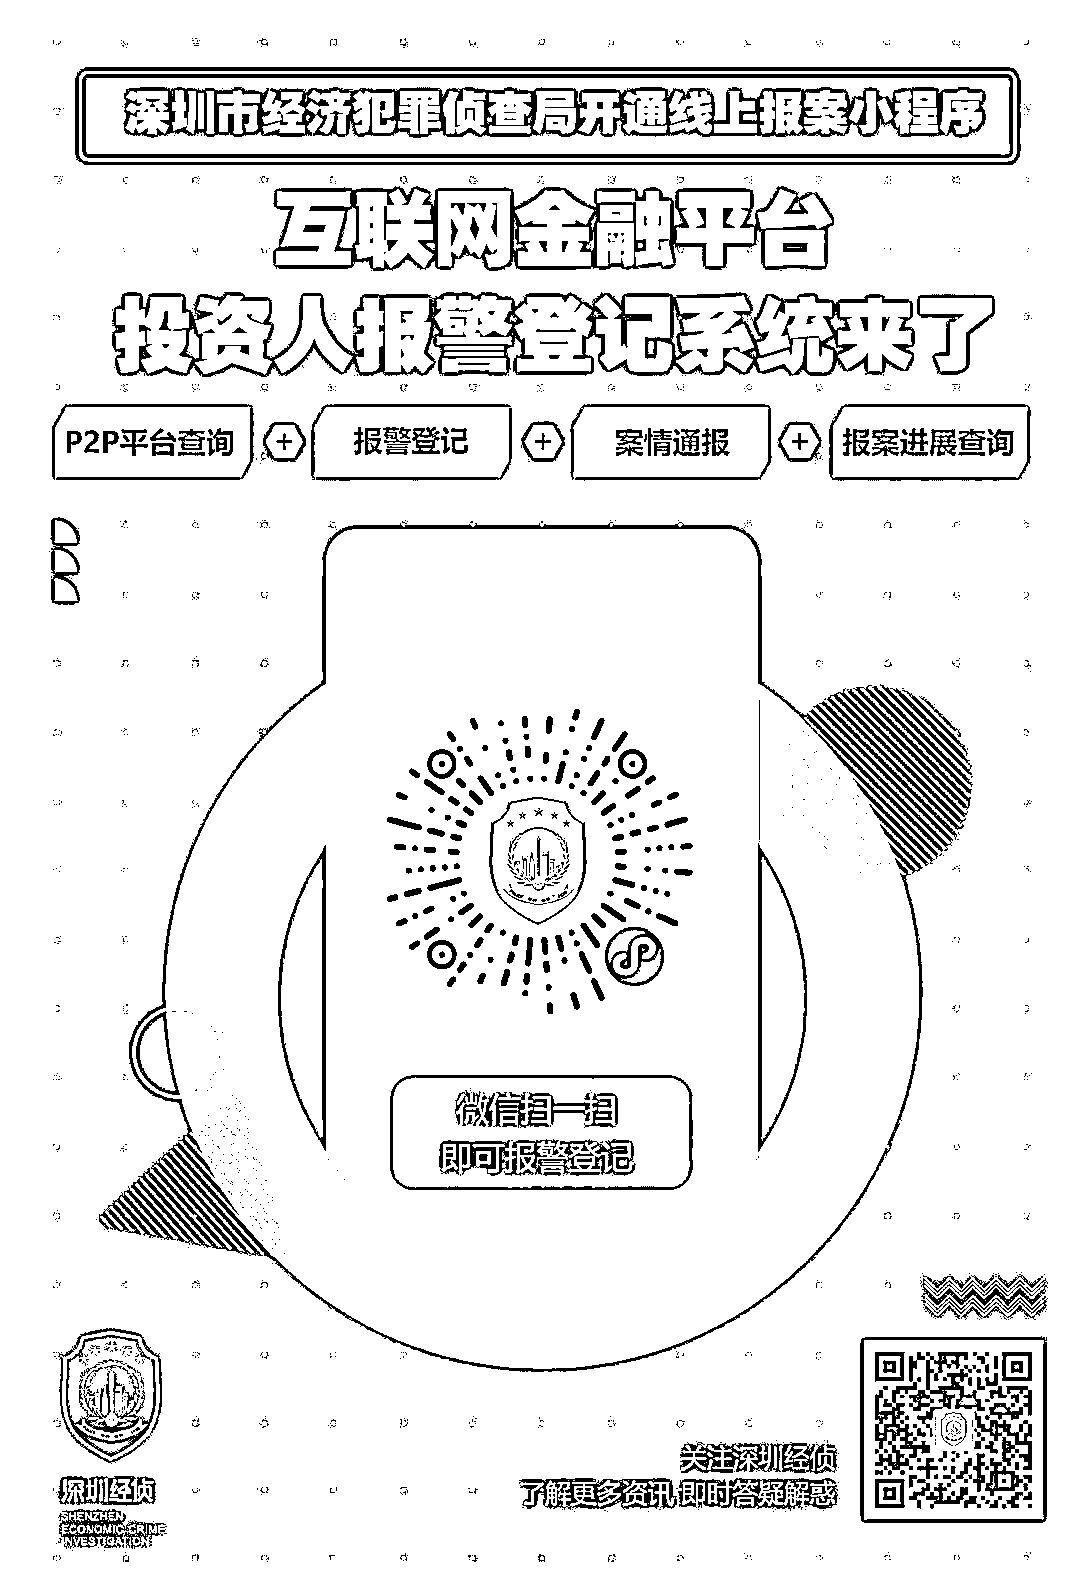 深圳市经济犯罪侦查局开通线上报案小程序
互联网金融平台
投资人报警登记系统来了
P2P平台查询 + 报警登记 + 案情通报 + 报案进展查询
微信扫一扫
即可报警登记
关注深圳经侦
了解更多资讯 即时答疑解惑
深圳经侦
SHENZHEN
ECONOMIC CRIME
INVESTIGATION